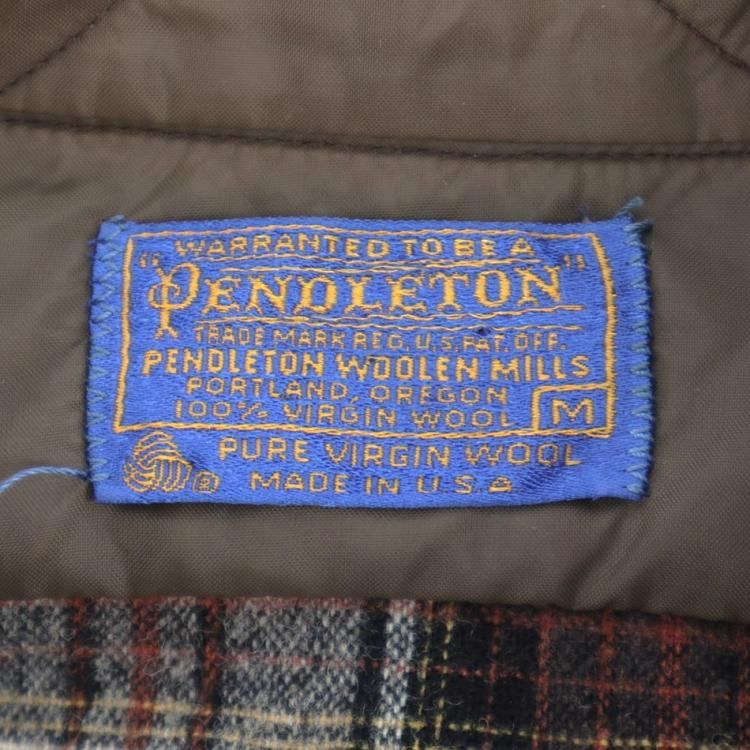 WARRANTED TO BE A
"PENDLETON"
TRADE MARK REG. U.S. PAT. OFF.
PENDLETON WOOLEN MILLS
PORTLAND, OREGON
100% VIRGIN WOOL M
PURE VIRGIN WOOL
® MADE IN U.S.A